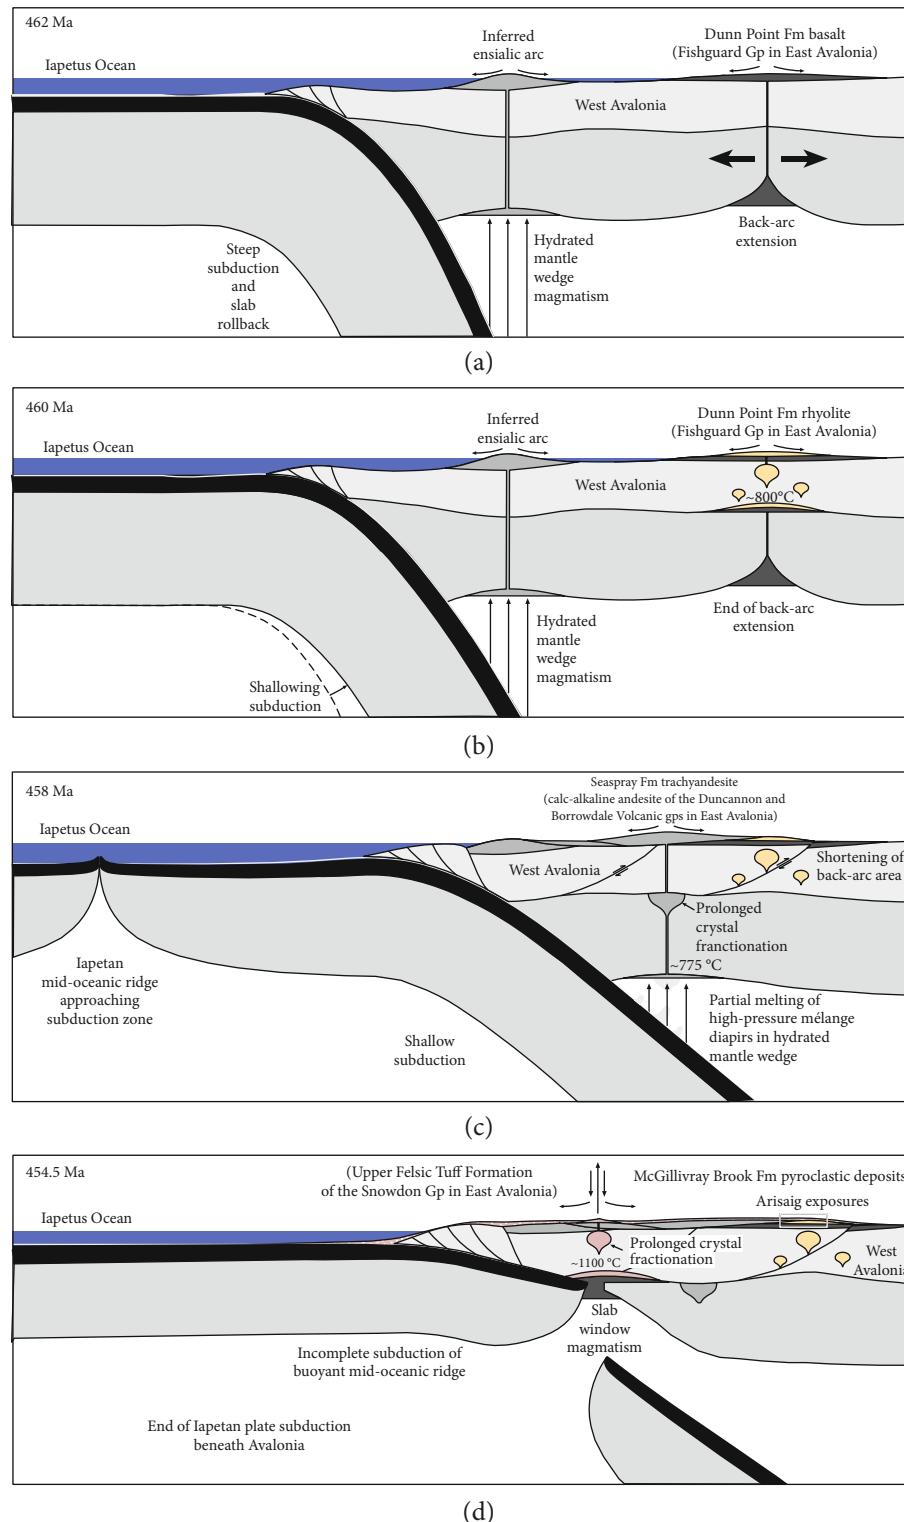 462 Ma
Iapetus Ocean
Inferred
ensialic arc
Dunn Point Fm basalt
(Fishguard Gp in East Avalonia)
West Avalonia
Back-arc
extension
Steep
subduction
and
slab
rollback
Hydrated
mantle
wedge
magmatism
(a)
460 Ma
Iapetus Ocean
Inferred
ensialic arc
Dunn Point Fm rhyolite
(Fishguard Gp in East Avalonia)
West Avalonia
~800°C
End of back-arc
extension
Hydrated
mantle
wedge
magmatism
Shallowing
subduction
(b)
458 Ma
Iapetus Ocean
Seaspray Fm trachyandesite
(calc-alkaline andesite of the Duncannon and
Borrowdale Volcanic gps in East Avalonia)
West Avalonia
Shortening of
back-arc area
Prolonged
crystal
franctionation
~775 °C
Iapetan
mid-oceanic ridge
approaching
subduction zone
Partial melting of
high-pressure mélange
diapirs in hydrated
mantle wedge
Shallow
subduction
(c)
454.5 Ma
Iapetus Ocean
(Upper Felsic Tuff Formation
of the Snowdon Gp in East Avalonia)
McGillivray Brook Fm pyroclastic deposits
Arisaig exposures
Prolonged crystal
fractionation
~1100 °C
West
Avalonia
Slab
window
magmatism
Incomplete subduction of
buoyant mid-oceanic ridge
End of Iapetan plate subduction
beneath Avalonia
(d)